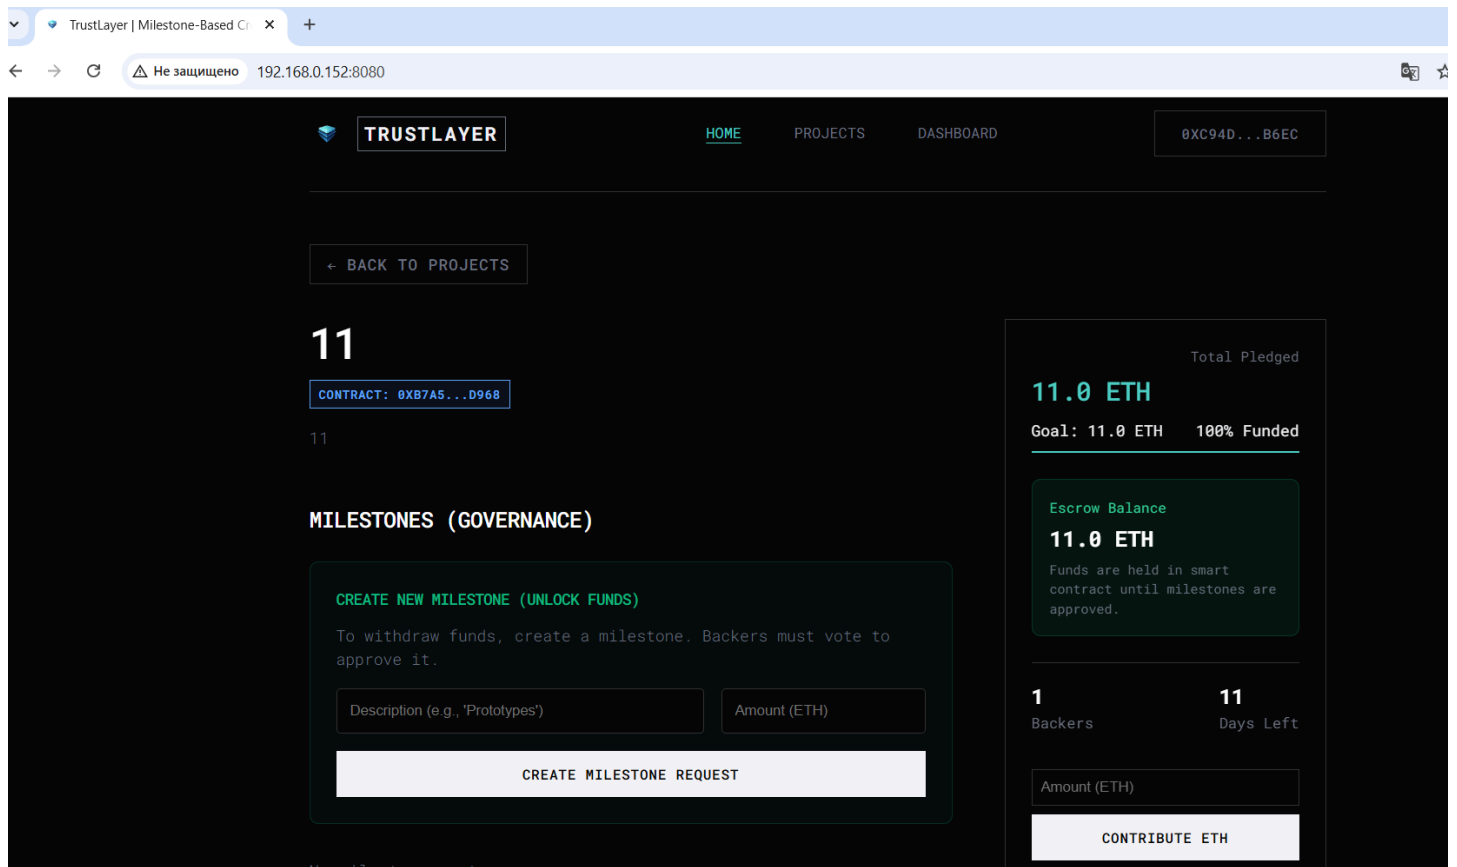 TrustLayer | Milestone-Based Cr
Не защищено 192.168.0.152:8080
TRUSTLAYER
HOME PROJECTS DASHBOARD
0XC94D...B6EC
← BACK TO PROJECTS
11
CONTRACT: 0XB7A5...D968
11
MILESTONES (GOVERNANCE)
CREATE NEW MILESTONE (UNLOCK FUNDS)
To withdraw funds, create a milestone. Backers must vote to
approve it.
Description (e.g., 'Prototypes') Amount (ETH)
CREATE MILESTONE REQUEST
Total Pledged
11.0 ETH
Goal: 11.0 ETH 100% Funded
Escrow Balance
11.0 ETH
Funds are held in smart
contract until milestones are
approved.
1 11
Backers Days Left
Amount (ETH)
CONTRIBUTE ETH